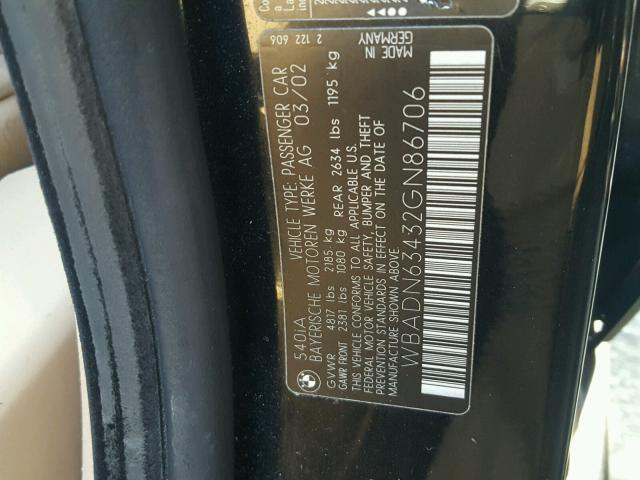 540iA VEHICLE TYPE: PASSENGER CAR
BAYERISCHE MOTOREN WERKE AG 03/02
GVWR 4817 lbs 2185 kg
GAWR FRONT 2381 lbs 1080 kg REAR 2634 lbs 1195 kg
THIS VEHICLE CONFORMS TO ALL APPLICABLE U.S.
FEDERAL MOTOR VEHICLE SAFETY, BUMPER AND THEFT
PREVENTION STANDARDS IN EFFECT ON THE DATE OF
MANUFACTURE SHOWN ABOVE.
WBADN63432GN86706
2 122 606
MADE IN
GERMANY